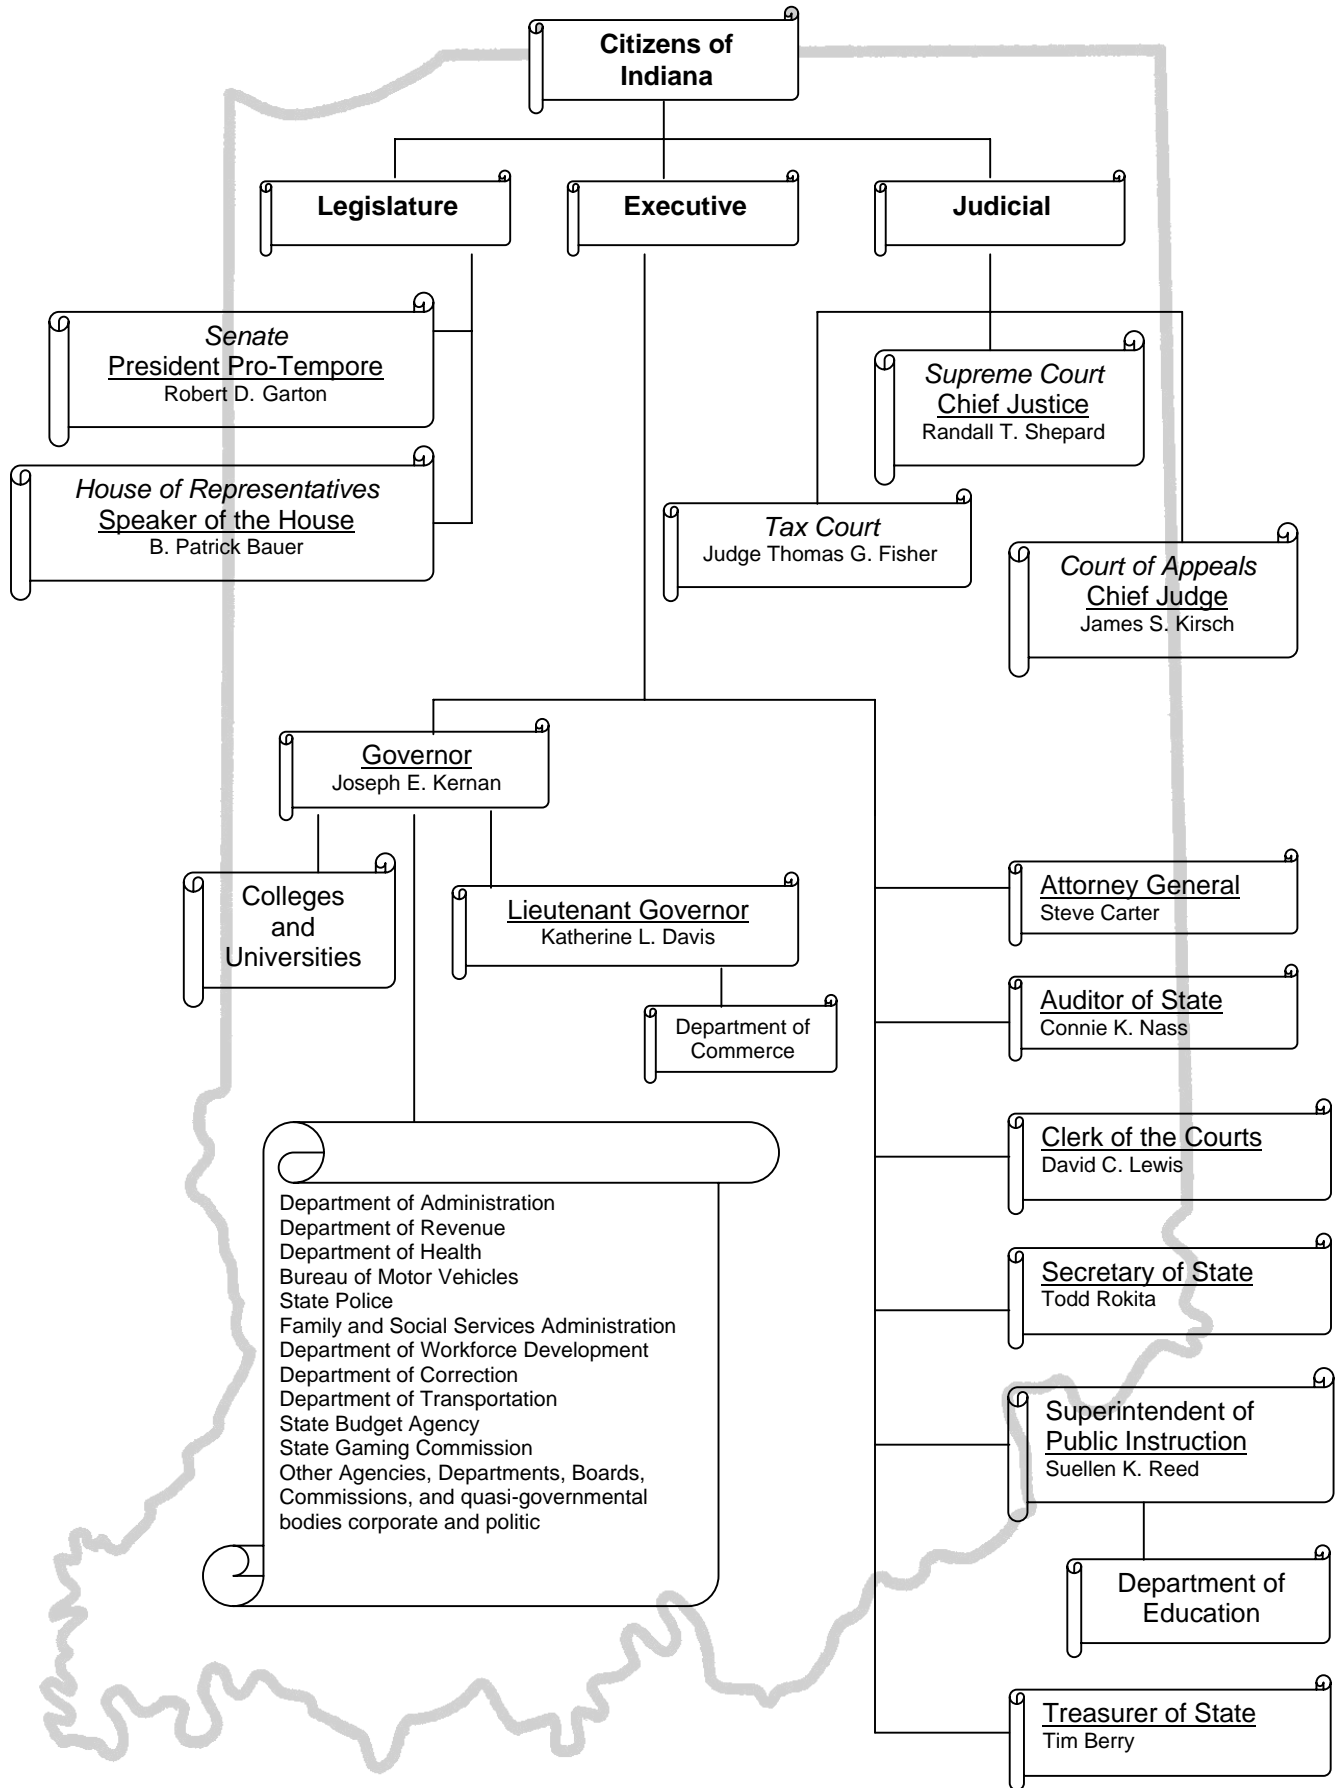 Citizens of
Indiana
Legislature
Executive
Judicial
Senate
President Pro-Tempore
Robert D. Garton
House of Representatives
Speaker of the House
B. Patrick Bauer
Supreme Court
Chief Justice
Randall T. Shepard
Tax Court
Judge Thomas G. Fisher
Court of Appeals
Chief Judge
James S. Kirsch
Governor
Joseph E. Kernan
Colleges
and
Universities
Lieutenant Governor
Katherine L. Davis
Department of
Commerce
Department of Administration
Department of Revenue
Department of Health
Bureau of Motor Vehicles
State Police
Family and Social Services Administration
Department of Workforce Development
Department of Correction
Department of Transportation
State Budget Agency
State Gaming Commission
Other Agencies, Departments, Boards,
Commissions, and quasi-governmental
bodies corporate and politic
Attorney General
Steve Carter
Auditor of State
Connie K. Nass
Clerk of the Courts
David C. Lewis
Secretary of State
Todd Rokita
Superintendent of
Public Instruction
Suellen K. Reed
Department of
Education
Treasurer of State
Tim Berry